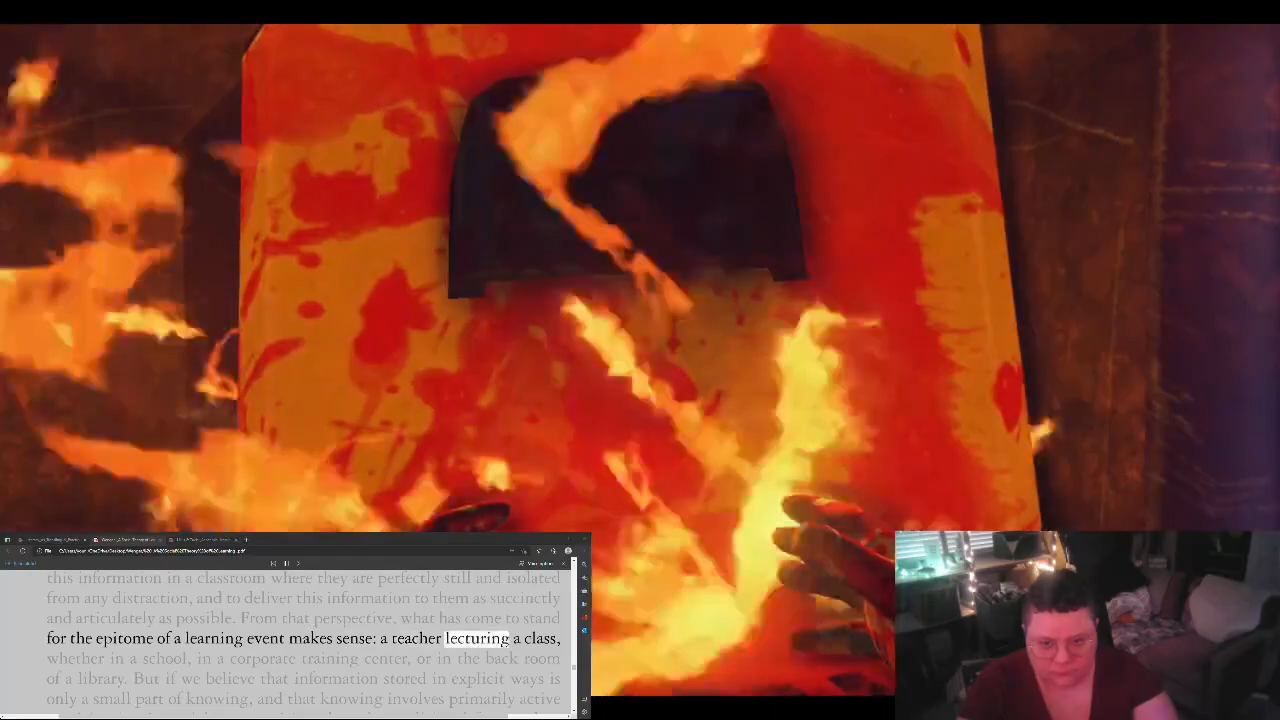 File
this information in a classroom where they are perfectly still and isolated
from any distraction, and to deliver this information to them as succinctly
and articulately as possible. From that perspective, what has come to stand
for the epitome of a learning event makes sense: a teacher lecturing a class,
whether in a school, in a corporate training center, or in the back room
of a library. But if we believe that information stored in explicit ways is
only a small part of knowing, and that knowing involves primarily active